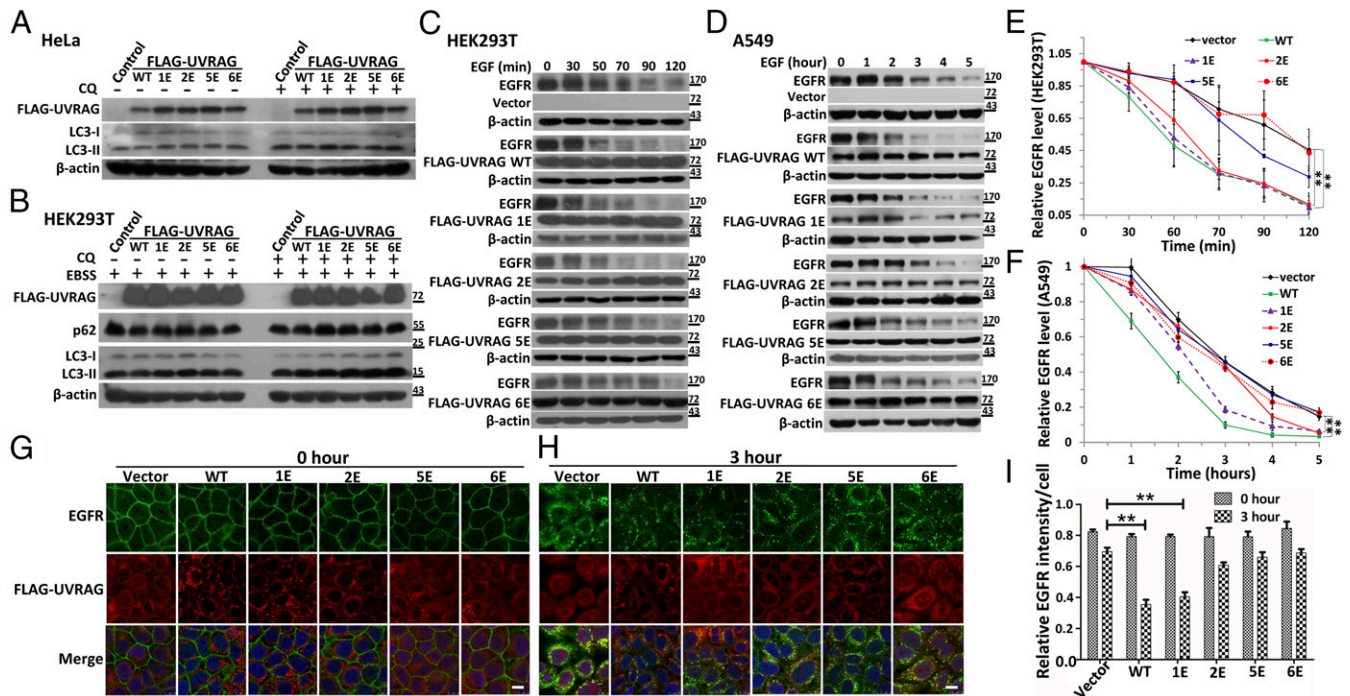 A
HeLa
Control
FLAG-UVRAG
WT 1E 2E 5E 6E
Control
FLAG-UVRAG
WT 1E 2E 5E 6E
CQ - - - - - - + + + + + +
FLAG-UVRAG
LC3-I
LC3-II
β-actin
B
HEK293T
Control
FLAG-UVRAG
WT 1E 2E 5E 6E
Control
FLAG-UVRAG
WT 1E 2E 5E 6E
CQ - - - - - - + + + + + +
EBSS + + + + + + + + + + + +
FLAG-UVRAG 72
p62 55
25
LC3-I
LC3-II 15
β-actin 43
C
HEK293T
EGF (min) 0 30 50 70 90 120
EGFR 170
Vector 72
β-actin 43
EGFR 170
FLAG-UVRAG WT 72
β-actin 43
EGFR 170
FLAG-UVRAG 1E 72
β-actin 43
EGFR 170
FLAG-UVRAG 2E 72
β-actin 43
EGFR 170
FLAG-UVRAG 5E 72
β-actin 43
EGFR 170
FLAG-UVRAG 6E 72
β-actin 43
D
A549
EGF (hour) 0 1 2 3 4 5
EGFR 170
Vector 72
β-actin 43
EGFR 170
FLAG-UVRAG WT 72
β-actin 43
EGFR 170
FLAG-UVRAG 1E 72
β-actin 43
EGFR 170
FLAG-UVRAG 2E 72
β-actin 43
EGFR 170
FLAG-UVRAG 5E 72
β-actin 43
EGFR 170
FLAG-UVRAG 6E 72
β-actin 43
E
Relative EGFR level (HEK293T)
1.05
0.85
0.65
0.45
0.25
0.05
vector WT
1E 2E
5E 6E
**
**
0 30 60 70 90 120
Time (min)
F
Relative EGFR level (A549)
1
0.8
0.6
0.4
0.2
0
vector
WT
1E
2E
5E
6E
**
**
0 1 2 3 4 5
Time (hours)
G
0 hour
Vector WT 1E 2E 5E 6E
EGFR
FLAG-UVRAG
Merge
H
3 hour
Vector WT 1E 2E 5E 6E
I
Relative EGFR intensity/cell
1.0
0.8
0.6
0.4
0.2
0.0
**
**
0 hour
3 hour
Vector WT 1E 2E 5E 6E